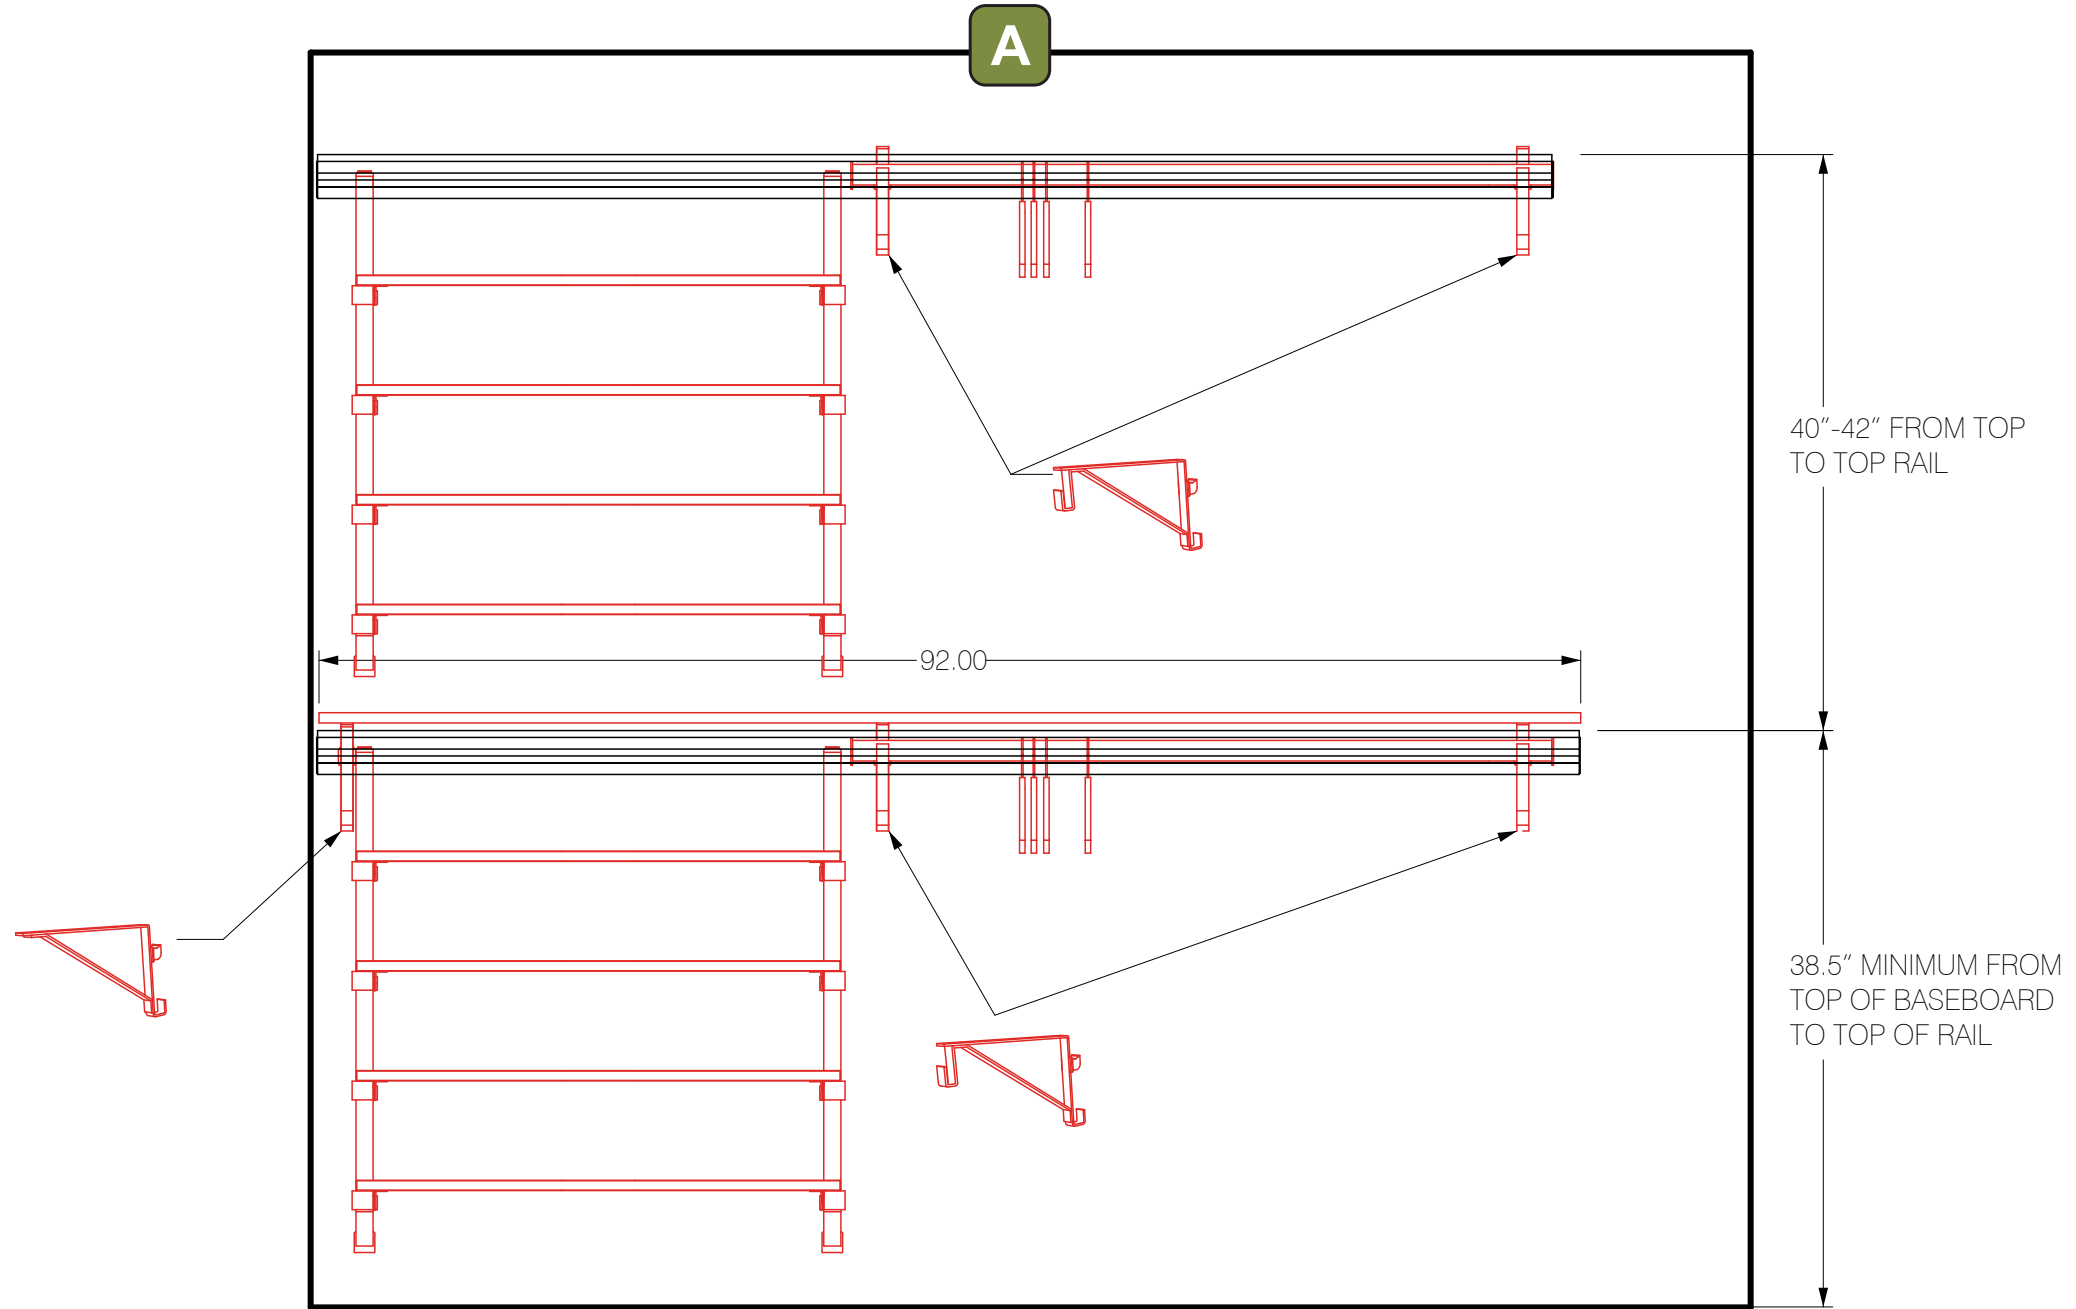 A
40"-42" FROM TOP
TO TOP RAIL
92.00
38.5" MINIMUM FROM
TOP OF BASEBOARD
TO TOP OF RAIL